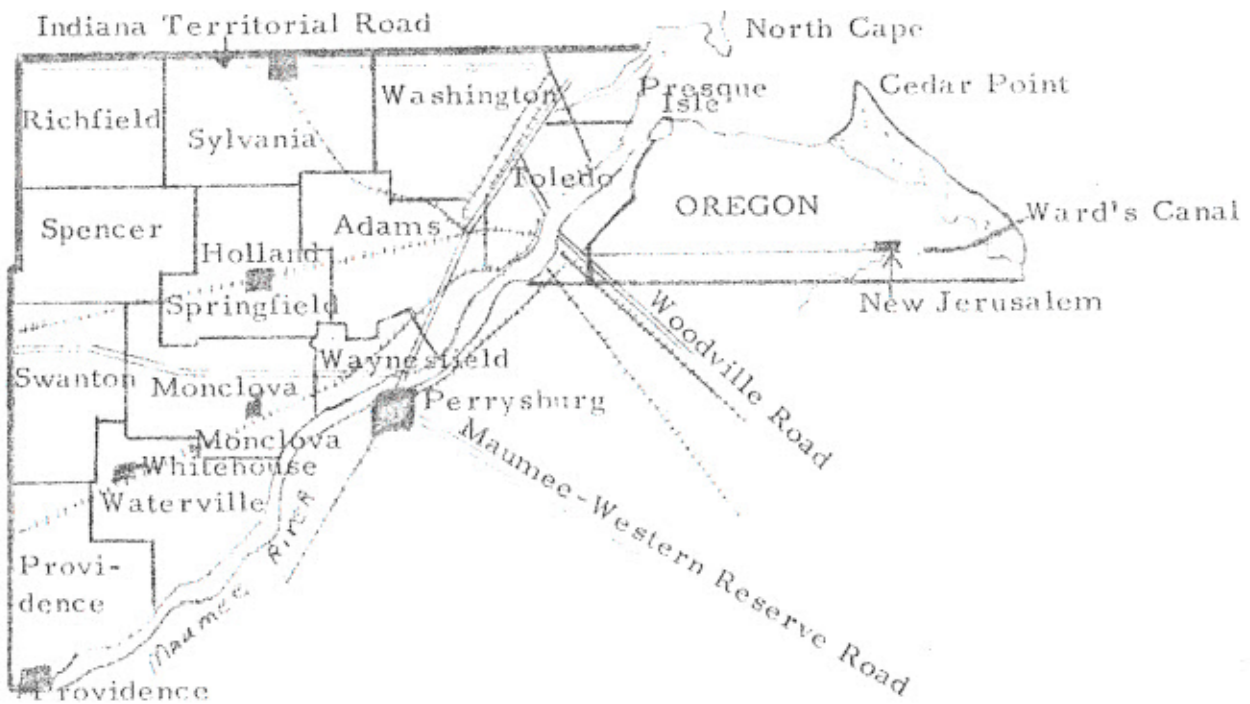 Indiana Territorial Road
North Cape
Richfield
Sylvania
Washington
Presque
Isle
Cedar Point
Toledo
OREGON
Ward's Canal
Spencer
Holland
Adams
Springfield
New Jerusalem
Woodville Road
Swanton
Monclova
Waynesfield
Perrysburg
Monclova
Whitehouse
Waterville
Maumee-Western Reserve Road
Provi-
dence
Maumee River
Providence